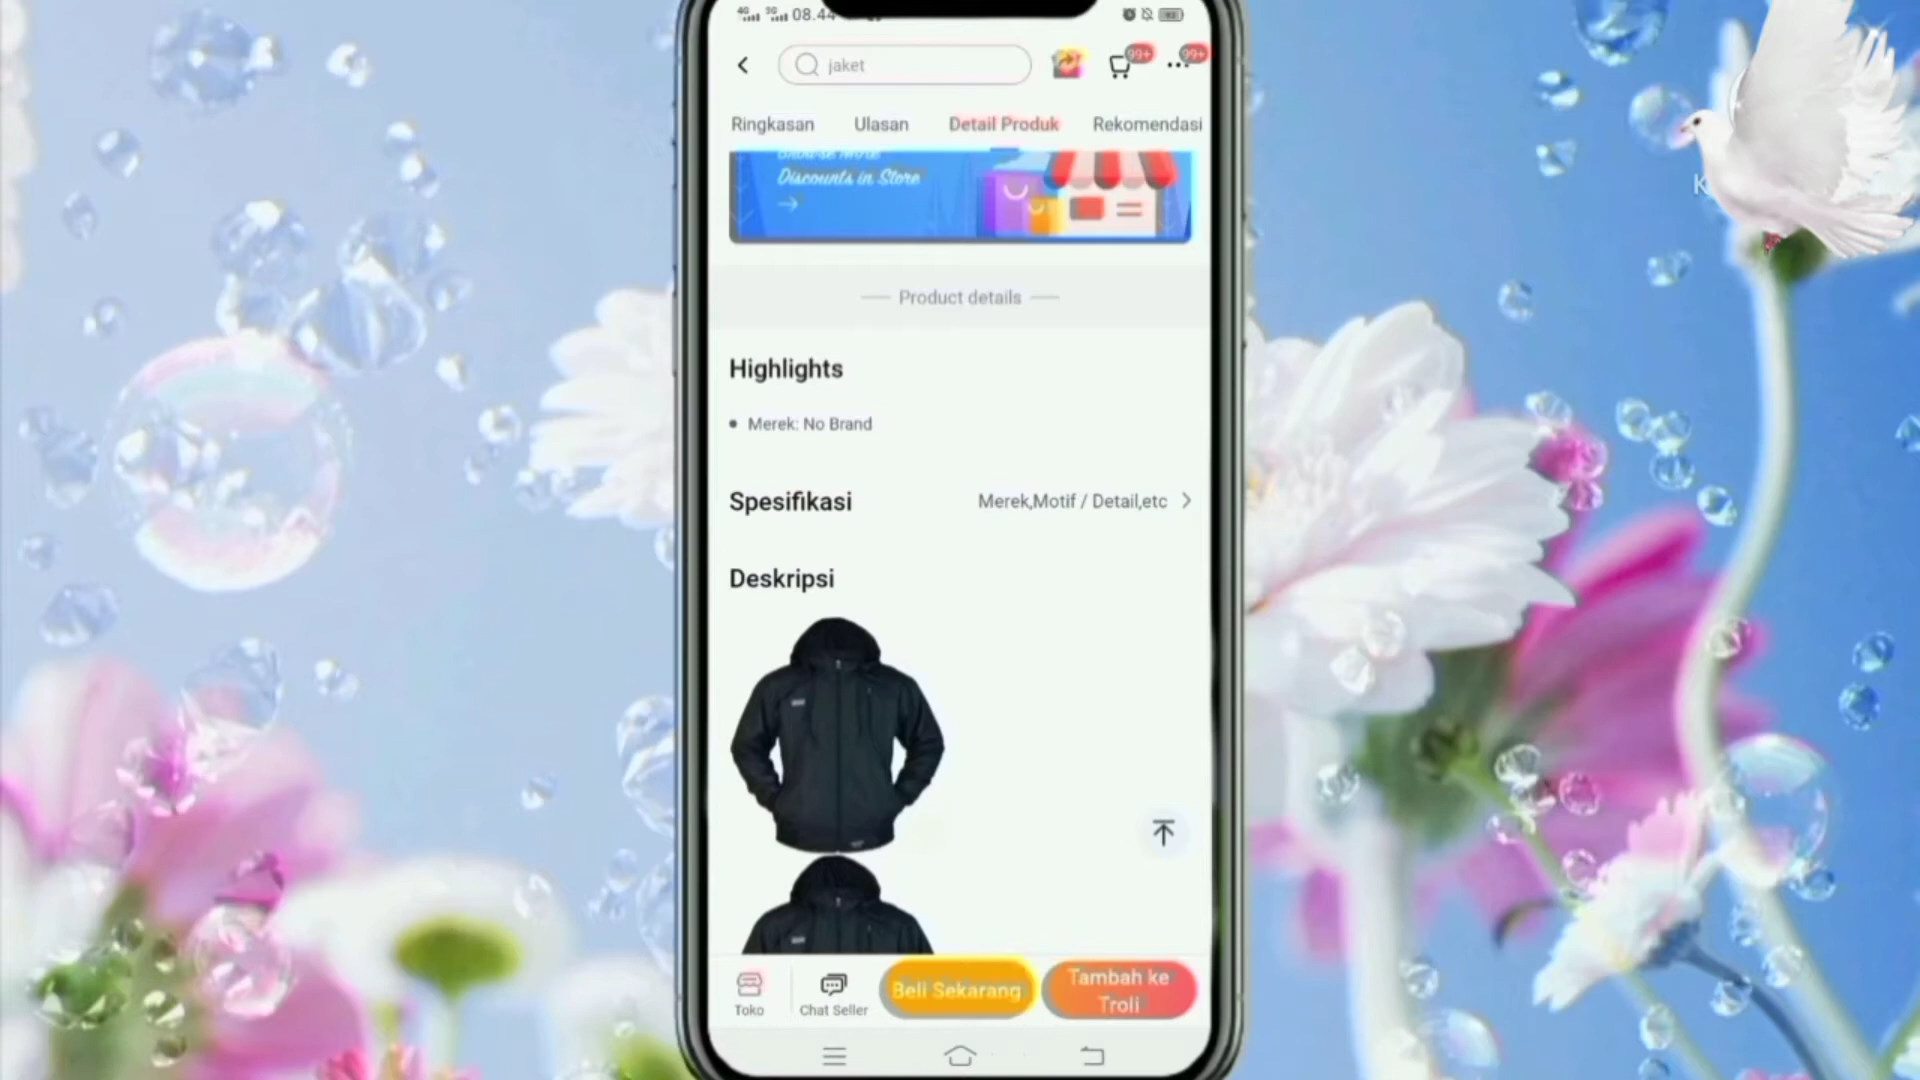 08.44
jaket
99+
99+
Ringkasan
Ulasan
Detail Produk
Rekomendasi
Discounts in Store
Product details
Highlights
Merek: No Brand
Spesifikasi
Merek,Motif / Detail,etc
Deskripsi
Toko
Chat Seller
Beli Sekarang
Tambah ke
Troli